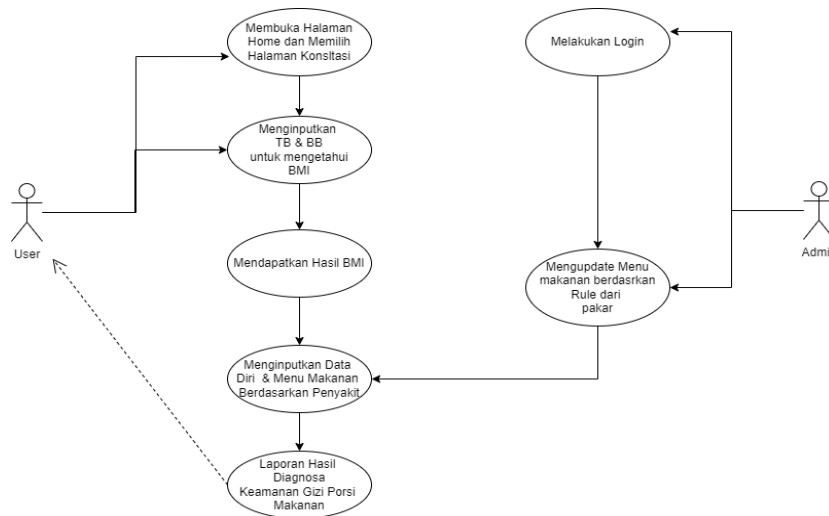 Membuka Halaman
Home dan Memilih
Halaman Konsltasi
Melakukan Login
Menginputkan
TB & BB
untuk mengetahui
BMI
User
Admi
Mendapatkan Hasil BMI
Mengupdate Menu
makanan berdasrkan
Rule dari
pakar
Menginputkan Data
Diri & Menu Makanan
Berdasarkan Penyakit
Laporan Hasil
Diagnosa
Keamanan Gizi Porsi
Makanan